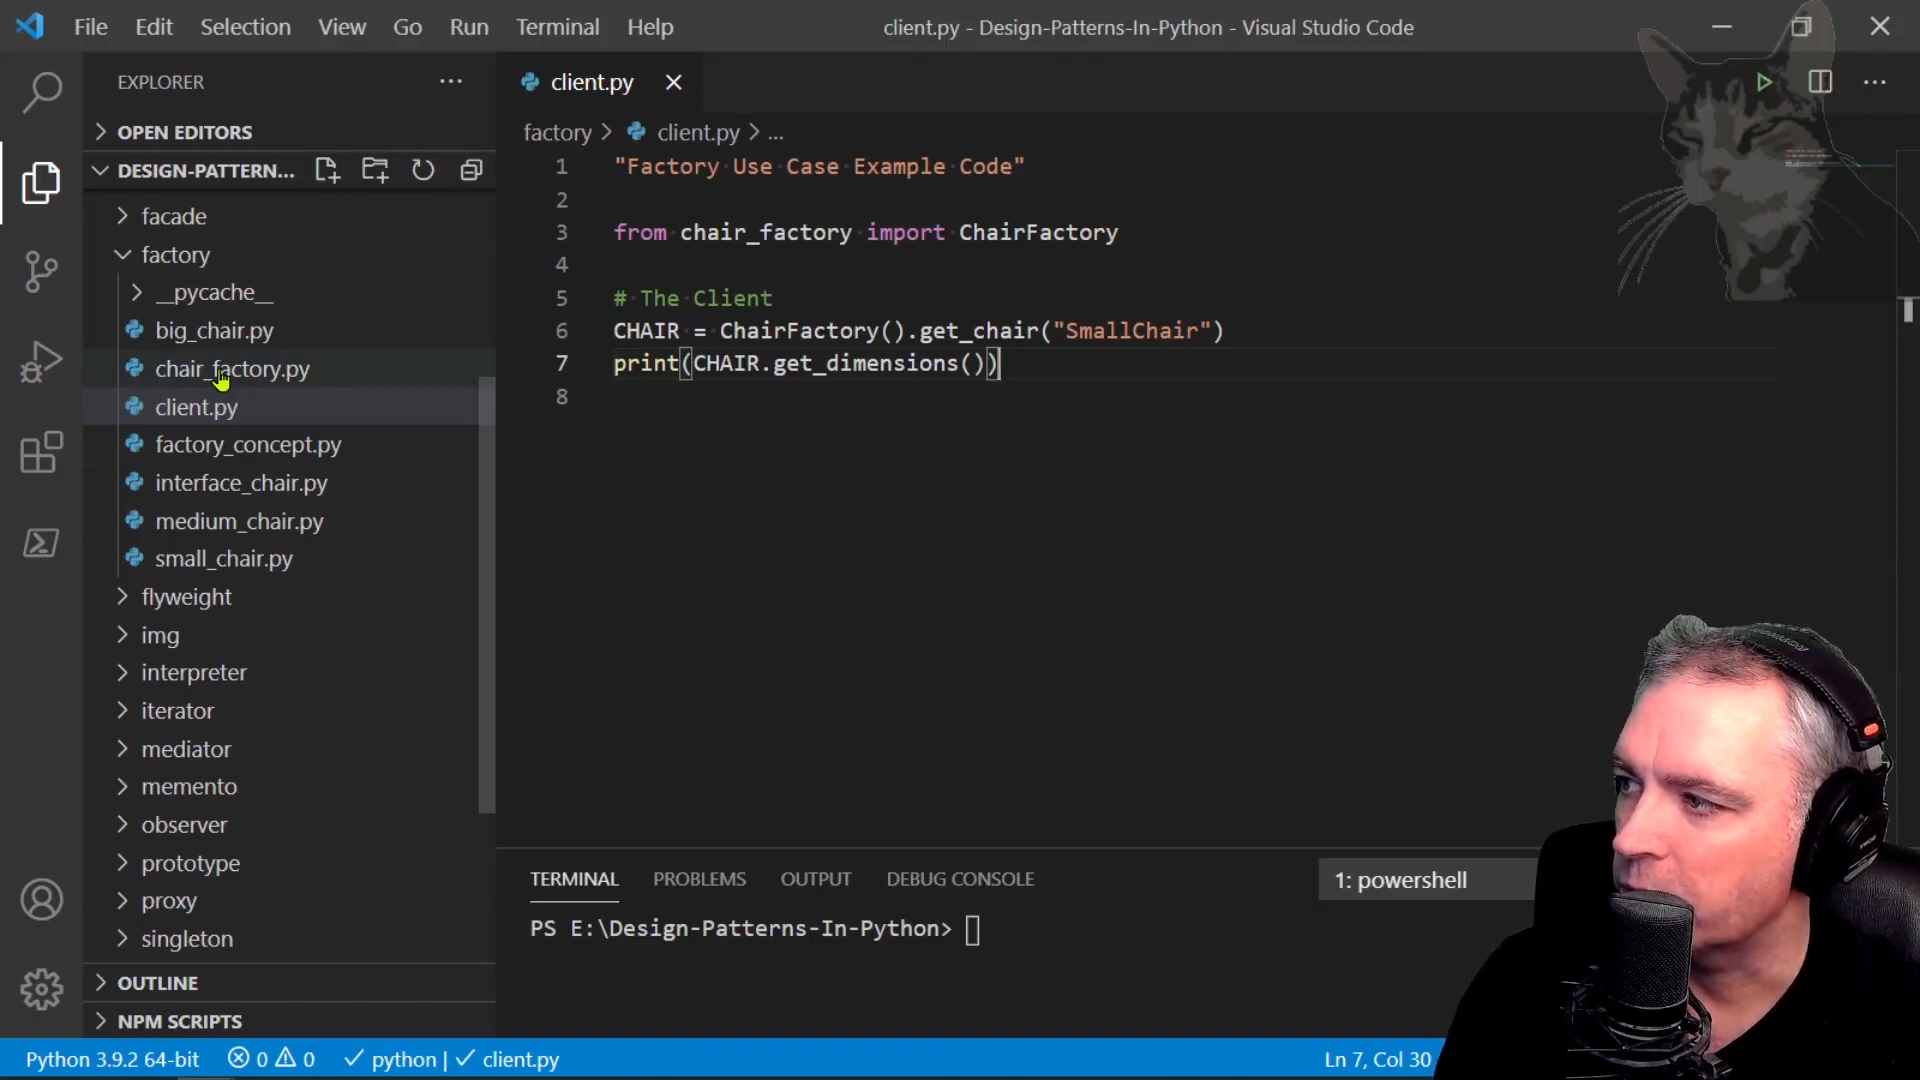 File Edit Selection View Go Run Terminal Help
client.py - Design-Patterns-In-Python - Visual Studio Code
EXPLORER
OPEN EDITORS
DESIGN-PATTERN...
facade
factory
__pycache__
big_chair.py
chair_factory.py
client.py
factory_concept.py
interface_chair.py
medium_chair.py
small_chair.py
flyweight
img
interpreter
iterator
mediator
memento
observer
prototype
proxy
singleton
OUTLINE
NPM SCRIPTS
client.py
factory > client.py > ...
1 "Factory Use Case Example Code"
2
3 from chair_factory import ChairFactory
4
5 # The Client
6 CHAIR = ChairFactory().get_chair("SmallChair")
7 print(CHAIR.get_dimensions())
8
TERMINAL PROBLEMS OUTPUT DEBUG CONSOLE
1: powershell
PS E:\Design-Patterns-In-Python>
Python 3.9.2 64-bit 0 0 python | client.py
Ln 7, Col 30